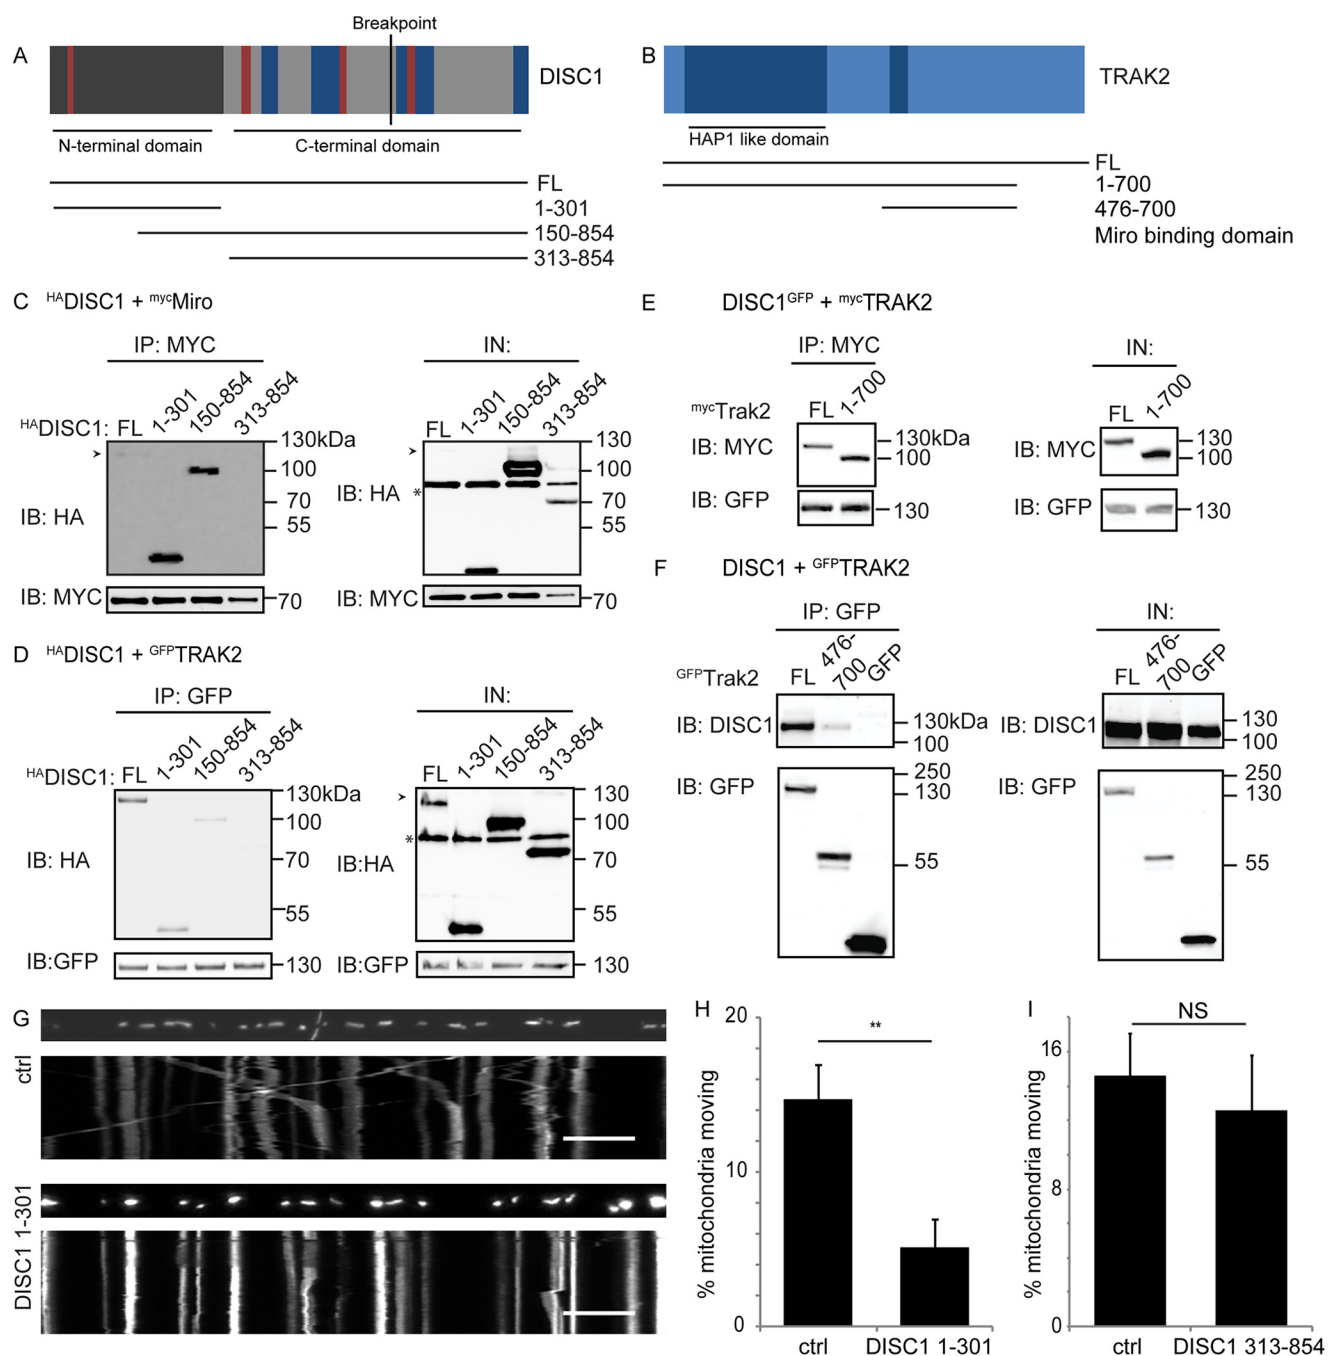 Breakpoint
A
DISC1
N-terminal domain
C-terminal domain
FL
1-301
150-854
313-854
B
TRAK2
HAP1 like domain
FL
1-700
476-700
Miro binding domain
C HADISC1 + mycMiro
IP: MYC
IN:
HADISC1: FL 1-301 150-854 313-854
FL 1-301 150-854 313-854
130kDa
100
70
55
IB: HA
130
100
70
55
IB: HA
*
IB: MYC
70
IB: MYC
70
D HADISC1 + GFPTRAK2
IP: GFP
IN:
HADISC1: FL 1-301 150-854 313-854
FL 1-301 150-854 313-854
130kDa
100
70
55
IB: HA
130
100
70
55
IB:HA
*
IB:GFP
130
IB:GFP
130
E DISC1GFP + mycTRAK2
IP: MYC
IN:
mycTrak2 FL 1-700
FL 1-700
IB: MYC
130kDa
100
IB: MYC
130
100
IB: GFP
130
IB: GFP
130
F DISC1 + GFPTRAK2
IP: GFP
IN:
GFPTrak2 FL 476-700 GFP
FL 476-700 GFP
IB: DISC1
130kDa
100
IB: DISC1
130
100
IB: GFP
250
130
55
IB: GFP
250
130
55
G
ctrl
DISC1 1-301
H
% mitochondria moving
20
10
0
**
ctrl
DISC1 1-301
I
% mitochondria moving
16
8
0
NS
ctrl
DISC1 313-854